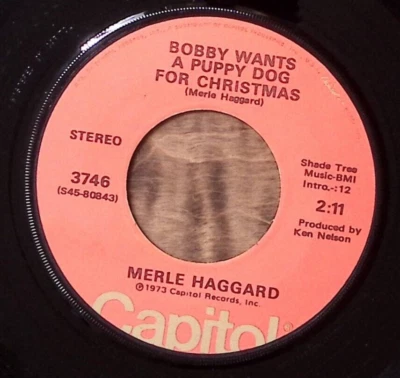 BOBBY WANTS
A PUPPY DOG
FOR CHRISTMAS
(Merle Haggard)
STEREO
3746
(S45-80843)
Shade Tree
Music-BMI
Intro.-:12
2:11
Produced by
Ken Nelson
MERLE HAGGARD
℗1973 Capitol Records, Inc.
Capitol®